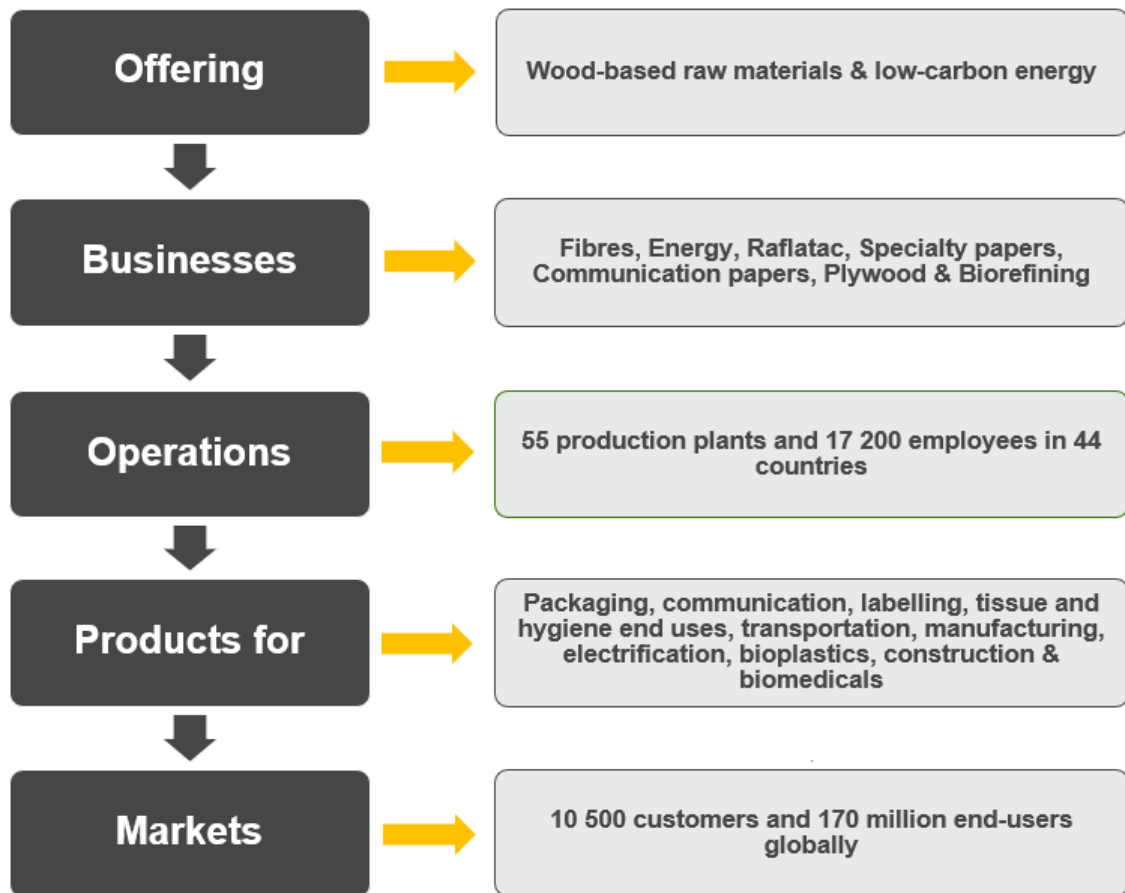 Offering
Wood-based raw materials & low-carbon energy
Businesses
Fibres, Energy, Raflatac, Specialty papers,
Communication papers, Plywood & Biorefining
Operations
55 production plants and 17 200 employees in 44
countries
Products for
Packaging, communication, labelling, tissue and
hygiene end uses, transportation, manufacturing,
electrification, bioplastics, construction &
biomedicals
Markets
10 500 customers and 170 million end-users
globally